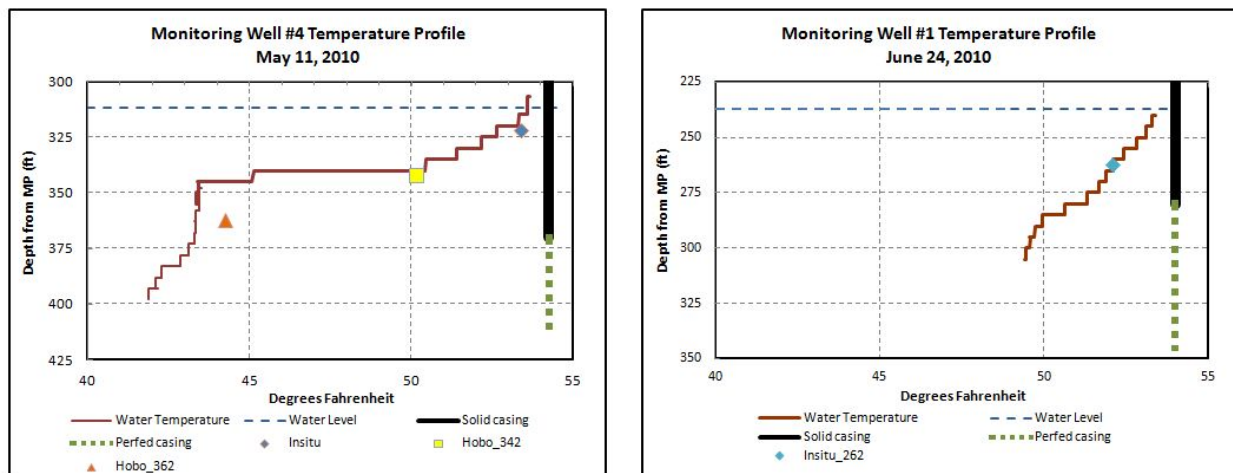 Monitoring Well #4 Temperature Profile
May 11, 2010
Depth from MP (ft)
300
325
350
375
400
425
40
45
50
55
Degrees Fahrenheit
Water Temperature
Water Level
Solid casing
Perfed casing
Insitu
Hobo_342
Hobo_362
Monitoring Well #1 Temperature Profile
June 24, 2010
Depth from MP (ft)
225
250
275
300
325
350
40
45
50
55
Degrees Fahrenheit
Water Temperature
Water Level
Solid casing
Perfed casing
Insitu_262